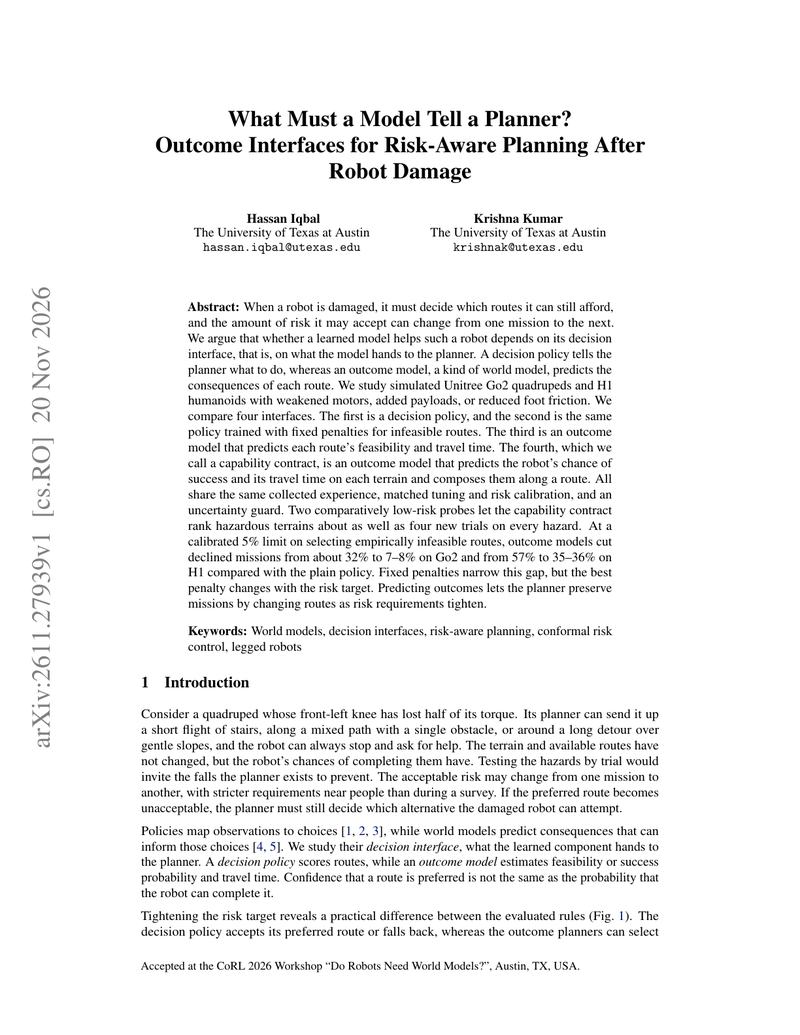 What Must a Model Tell a Planner?
Outcome Interfaces for Risk-Aware Planning After
Robot Damage
Hassan Iqbal
The University of Texas at Austin
hassan.iqbal@utexas.edu
Krishna Kumar
The University of Texas at Austin
krishnak@utexas.edu
arXiv:2611.27939v1 [cs.RO] 20 Nov 2026
Abstract: When a robot is damaged, it must decide which routes it can still afford,
and the amount of risk it may accept can change from one mission to the next.
We argue that whether a learned model helps such a robot depends on its decision
interface, that is, on what the model hands to the planner. A decision policy tells the
planner what to do, whereas an outcome model, a kind of world model, predicts the
consequences of each route. We study simulated Unitree Go2 quadrupeds and H1
humanoids with weakened motors, added payloads, or reduced foot friction. We
compare four interfaces. The first is a decision policy, and the second is the same
policy trained with fixed penalties for infeasible routes. The third is an outcome
model that predicts each route's feasibility and travel time. The fourth, which we
call a capability contract, is an outcome model that predicts the robot's chance of
success and its travel time on each terrain and composes them along a route. All
share the same collected experience, matched tuning and risk calibration, and an
uncertainty guard. Two comparatively low-risk probes let the capability contract
rank hazardous terrains about as well as four new trials on every hazard. At a
calibrated 5% limit on selecting empirically infeasible routes, outcome models cut
declined missions from about 32% to 7–8% on Go2 and from 57% to 35–36% on
H1 compared with the plain policy. Fixed penalties narrow this gap, but the best
penalty changes with the risk target. Predicting outcomes lets the planner preserve
missions by changing routes as risk requirements tighten.
Keywords: World models, decision interfaces, risk-aware planning, conformal risk
control, legged robots
1 Introduction
Consider a quadruped whose front-left knee has lost half of its torque. Its planner can send it up
a short flight of stairs, along a mixed path with a single obstacle, or around a long detour over
gentle slopes, and the robot can always stop and ask for help. The terrain and available routes have
not changed, but the robot's chances of completing them have. Testing the hazards by trial would
invite the falls the planner exists to prevent. The acceptable risk may change from one mission to
another, with stricter requirements near people than during a survey. If the preferred route becomes
unacceptable, the planner must still decide which alternative the damaged robot can attempt.
Policies map observations to choices [1, 2, 3], while world models predict consequences that can
inform those choices [4, 5]. We study their decision interface, what the learned component hands to
the planner. A decision policy scores routes, while an outcome model estimates feasibility or success
probability and travel time. Confidence that a route is preferred is not the same as the probability that
the robot can complete it.
Tightening the risk target reveals a practical difference between the evaluated rules (Fig. 1). The
decision policy accepts its preferred route or falls back, whereas the outcome planners can select
Accepted at the CoRL 2026 Workshop “Do Robots Need World Models?”, Austin, TX, USA.